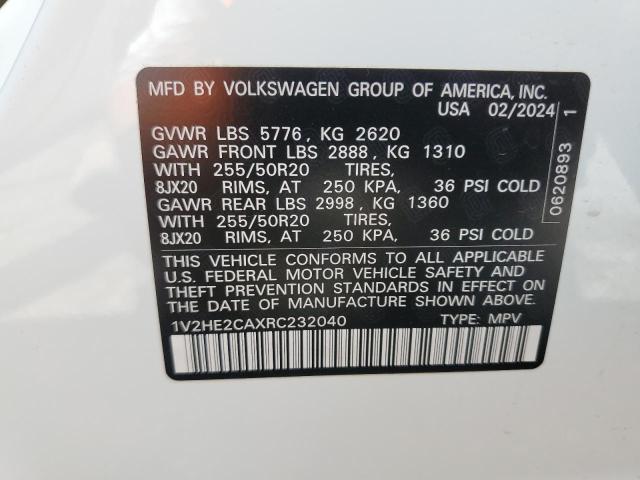 MFD BY VOLKSWAGEN GROUP OF AMERICA, INC.
USA 02/2024
GVWR LBS 5776, KG 2620
GAWR FRONT LBS 2888, KG 1310
WITH 255/50R20 TIRES,
8JX20 RIMS, AT 250 KPA, 36 PSI COLD
GAWR REAR LBS 2998, KG 1360
WITH 255/50R20 TIRES,
8JX20 RIMS, AT 250 KPA, 36 PSI COLD
THIS VEHICLE CONFORMS TO ALL APPLICABLE
U.S. FEDERAL MOTOR VEHICLE SAFETY AND
THEFT PREVENTION STANDARDS IN EFFECT ON
THE DATE OF MANUFACTURE SHOWN ABOVE.
1V2HE2CAXRC232040 TYPE: MPV
0620893 1